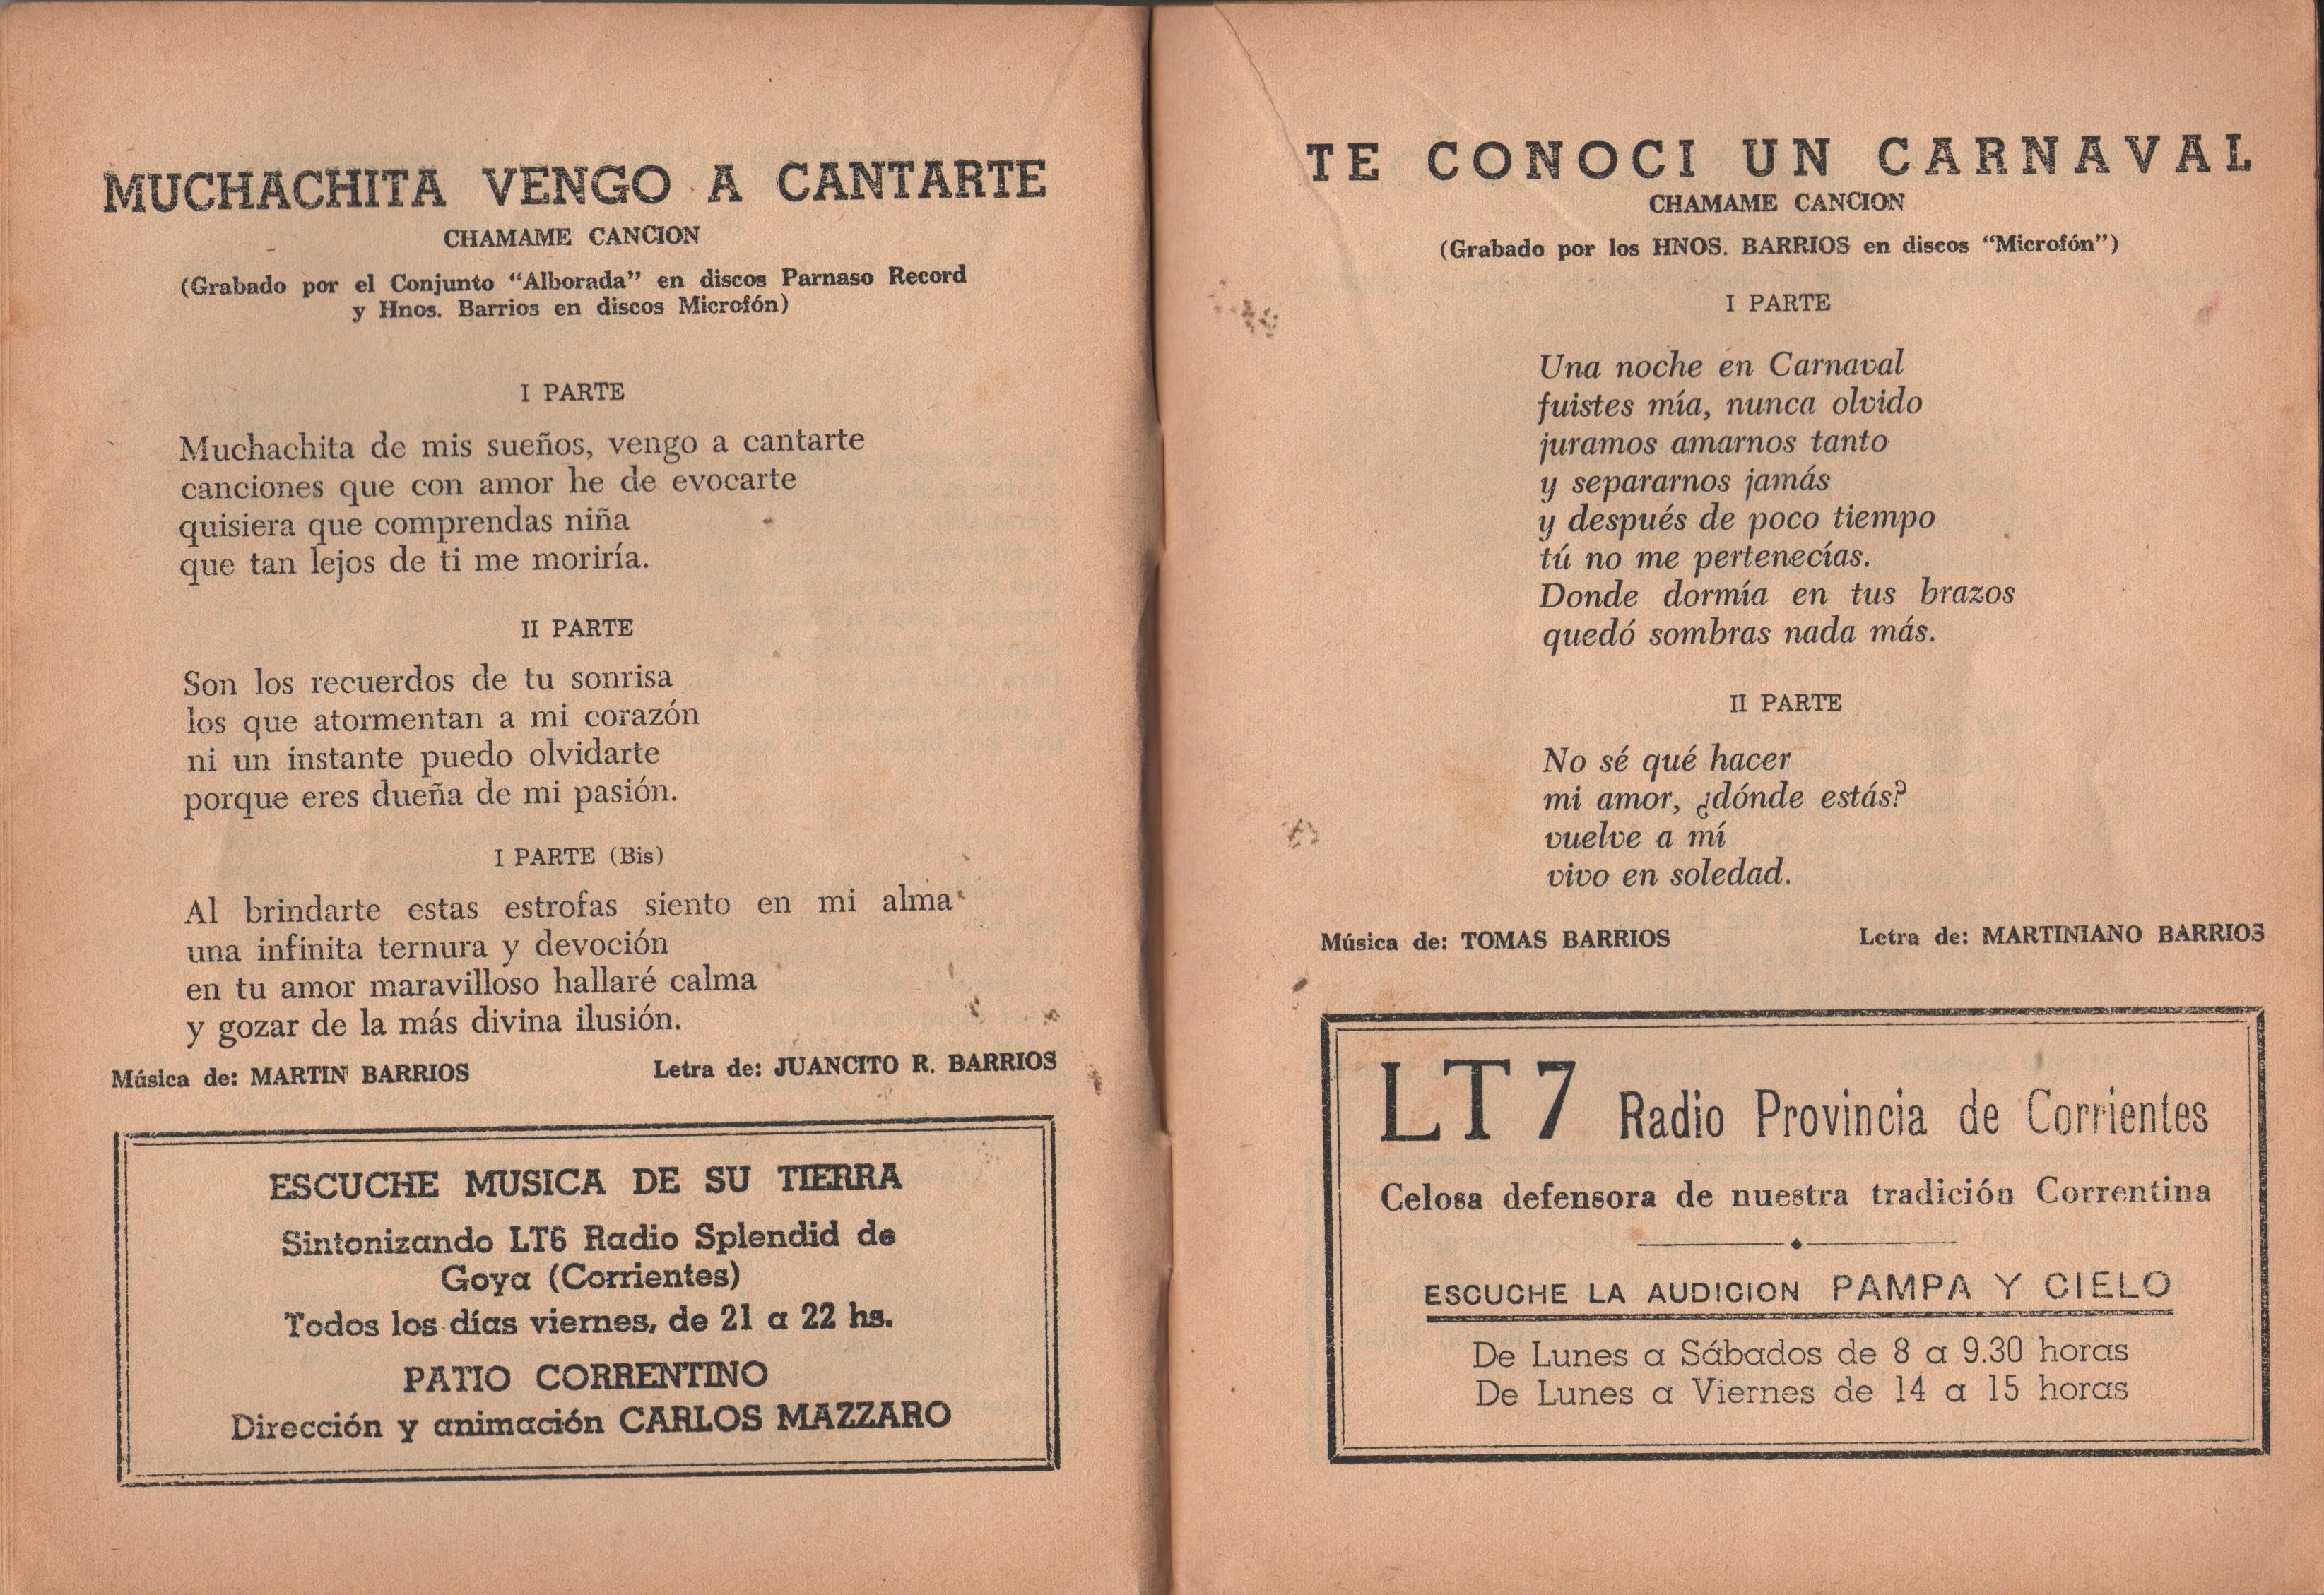 MUCHACHITA VENGO A CANTARTE
CHAMAME CANCION
(Grabado por el Conjunto "Alborada" en discos Parnaso Record
y Hnos. Barrios en discos Microfón)
I PARTE
Muchachita de mis sueños, vengo a cantarte
canciones que con amor he de evocarte
quisiera que comprendas niña
que tan lejos de ti me moriría.
II PARTE
Son los recuerdos de tu sonrisa
los que atormentan a mi corazón
ni un instante puedo olvidarte
porque eres dueña de mi pasión.
I PARTE (Bis)
Al brindarte estas estrofas siento en mi alma
una infinita ternura y devoción
en tu amor maravilloso hallaré calma
y gozar de la más divina ilusión.
Música de: MARTIN BARRIOS Letra de: JUANCITO R. BARRIOS
ESCUCHE MUSICA DE SU TIERRA
Sintonizando LT6 Radio Splendid de
Goya (Corrientes)
Todos los días viernes, de 21 a 22 hs.
PATIO CORRENTINO
Dirección y animación CARLOS MAZZARO
TE CONOCI UN CARNAVAL
CHAMAME CANCION
(Grabado por los HNOS. BARRIOS en discos "Microfón")
I PARTE
Una noche en Carnaval
fuistes mía, nunca olvido
juramos amarnos tanto
y separarnos jamás
y después de poco tiempo
tú no me pertenecías.
Donde dormía en tus brazos
quedó sombras nada más.
II PARTE
No sé qué hacer
mi amor, ¿dónde estás?
vuelve a mí
vivo en soledad.
Música de: TOMAS BARRIOS Letra de: MARTINIANO BARRIOS
LT7 Radio Provincia de Corrientes
Celosa defensora de nuestra tradición Correntina
ESCUCHE LA AUDICION PAMPA Y CIELO
De Lunes a Sábados de 8 a 9.30 horas
De Lunes a Viernes de 14 a 15 horas